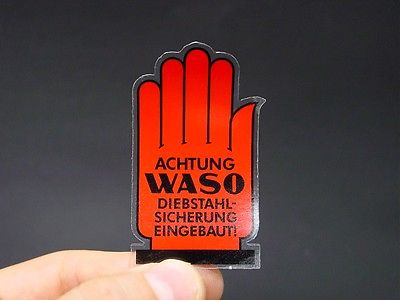 ACHTUNG
WASO
DIEBSTAHL-
SICHERUNG
EINGEBAUT!